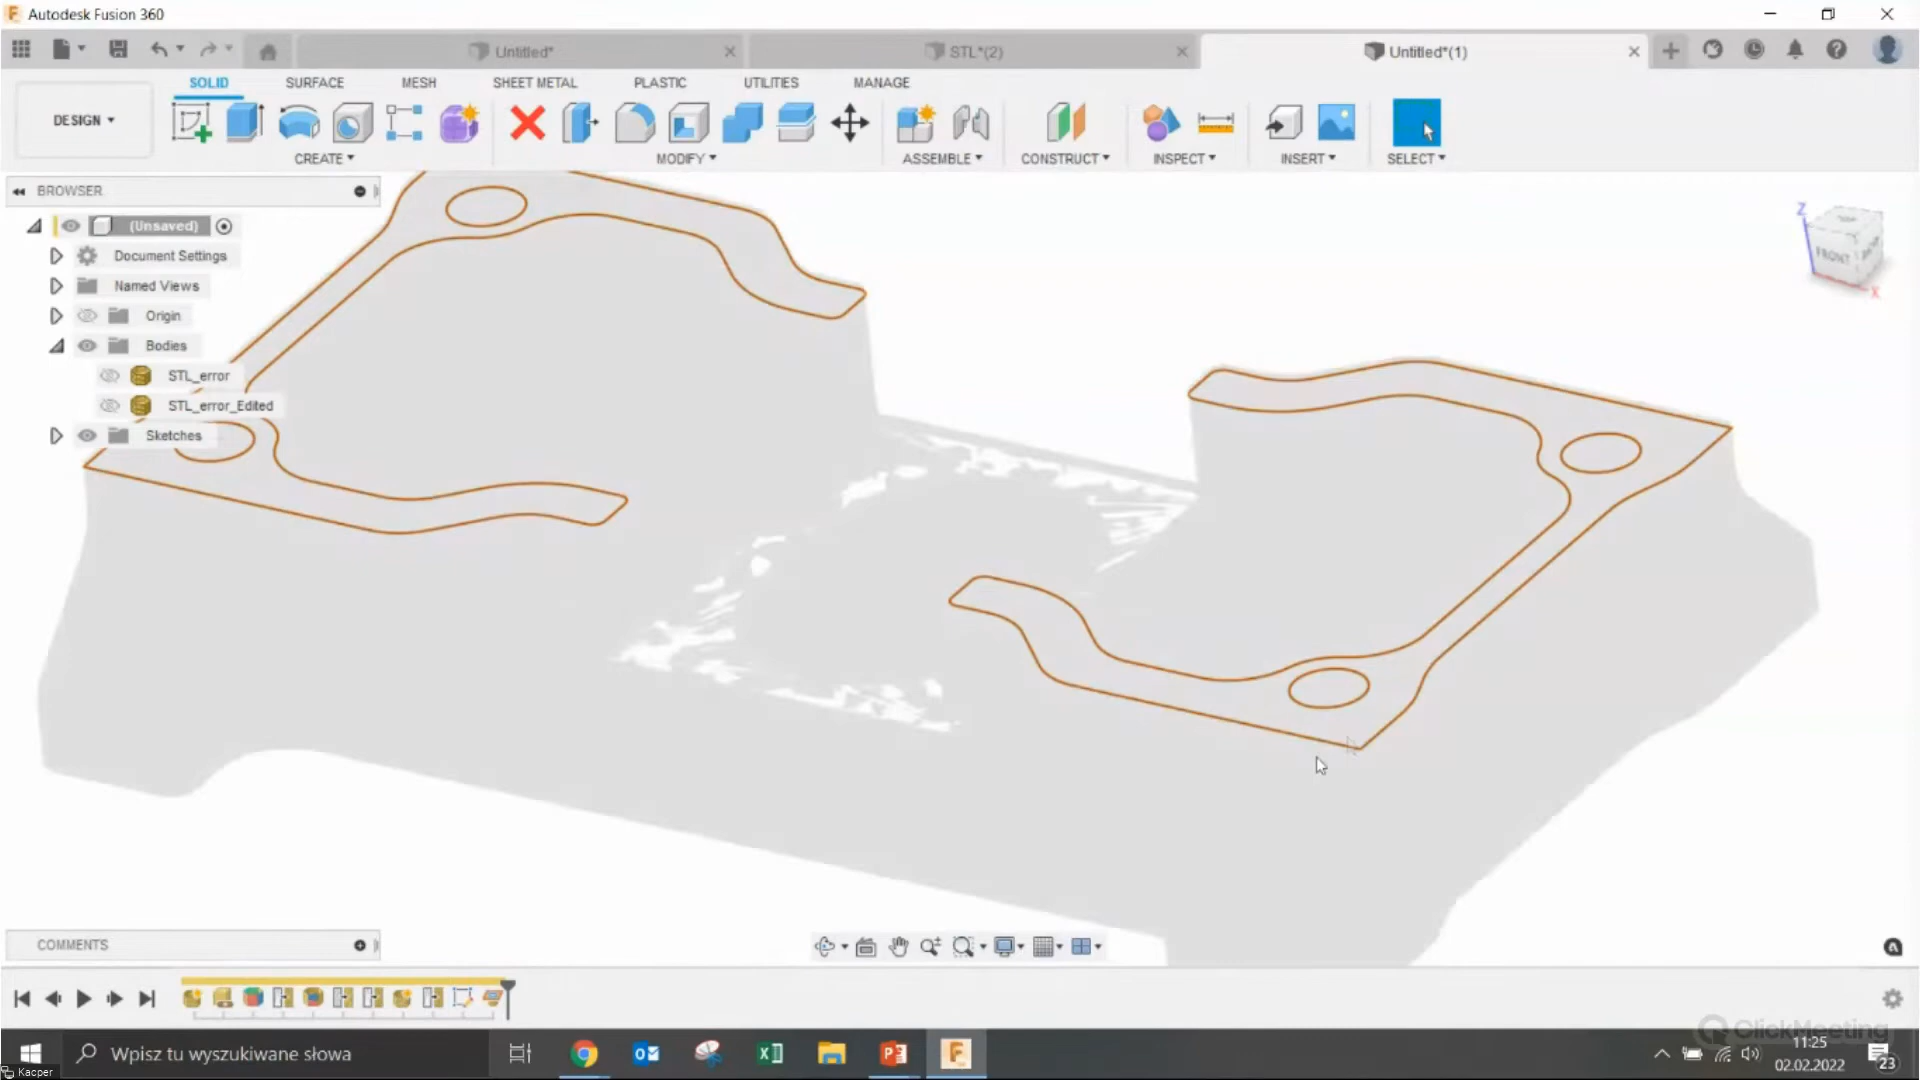 Autodesk Fusion 360
Untitled*
STL*(2)
Untitled*(1)
SOLID
SURFACE
MESH
SHEET METAL
PLASTIC
UTILITIES
MANAGE
DESIGN
CREATE
MODIFY
ASSEMBLE
CONSTRUCT
INSPECT
INSERT
SELECT
BROWSER
(Unsaved)
Document Settings
Named Views
Origin
Bodies
STL_error
STL_error_Edited
Sketches
Z
FRONT
X
COMMENTS
ClickMeeting
Wpisz tu wyszukiwane słowa
11:25
02.02.2022
23
Kacper